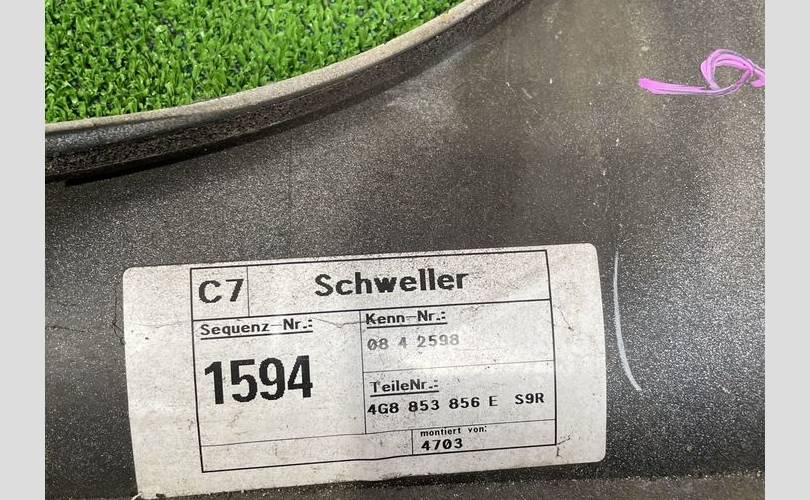 C7 Schweller
Sequenz-Nr.:
1594
Kenn-Nr.:
08 4 2598
TeileNr.:
4G8 853 856 E S9R
montiert von:
4703